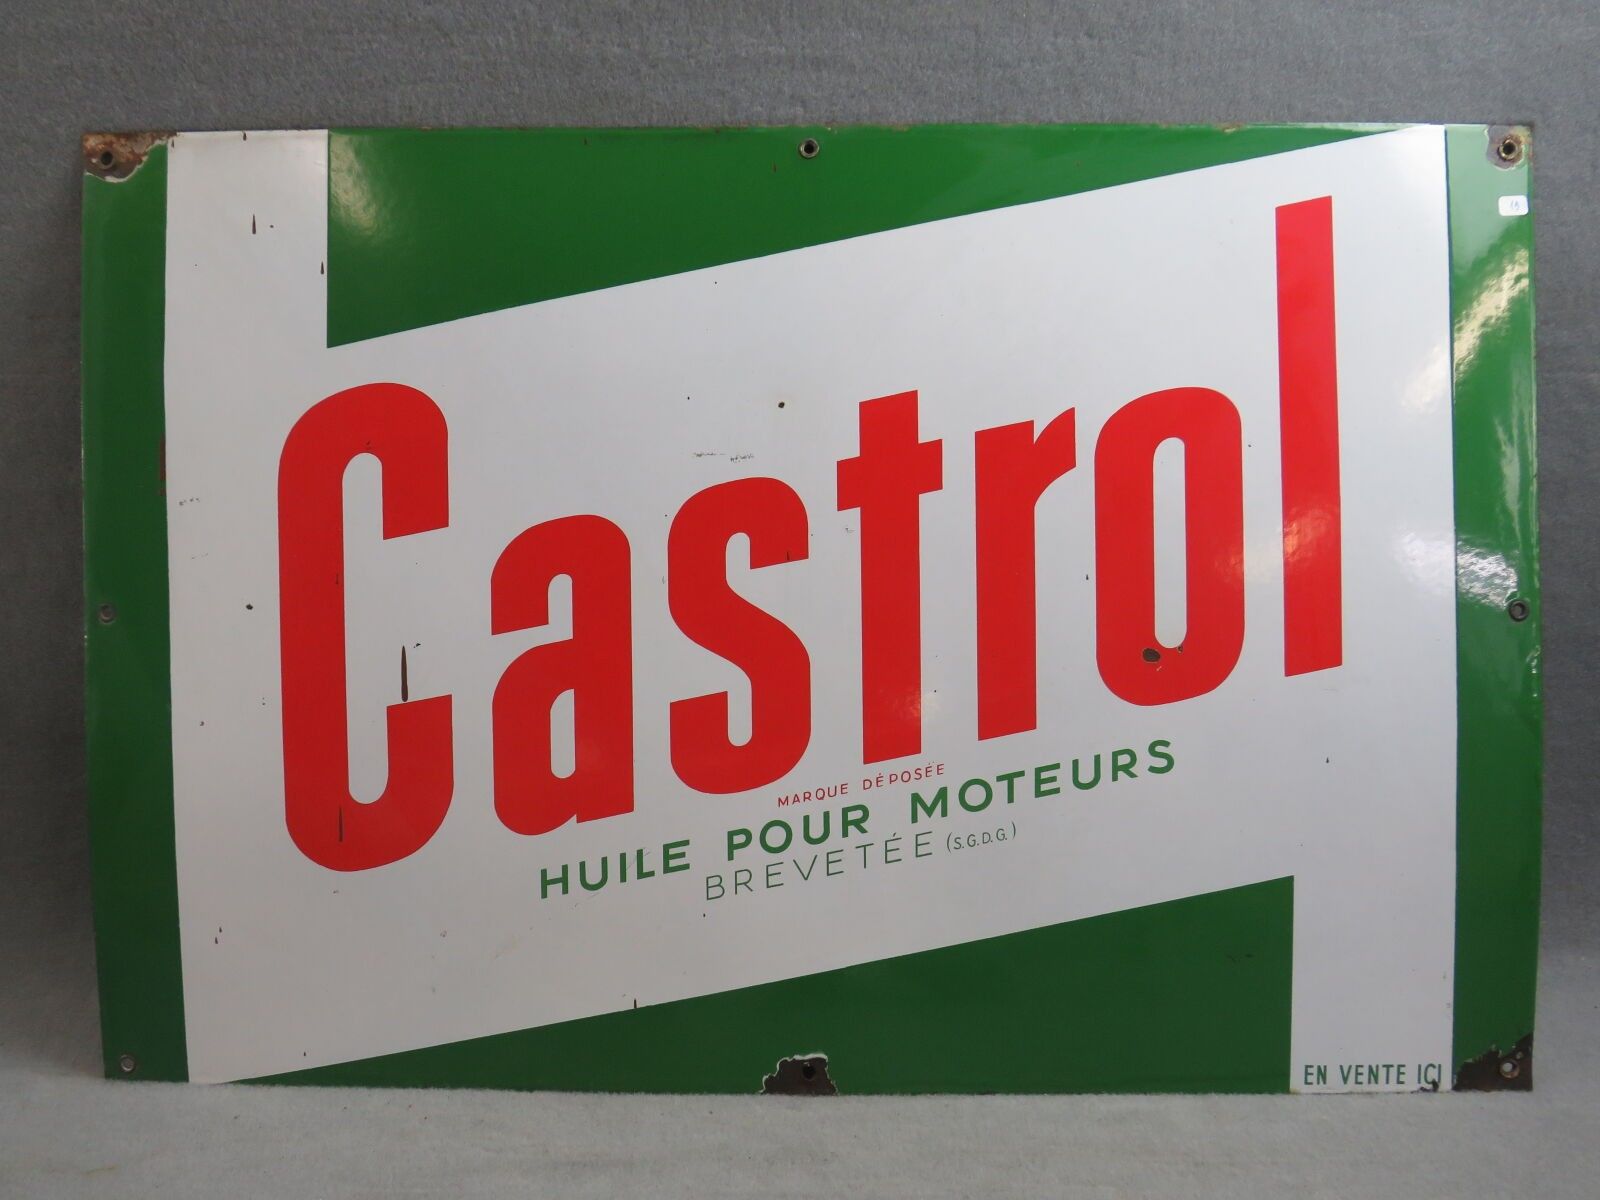 Castrol
MARQUE DÉPOSÉE
HUILE POUR MOTEURS
BREVETÉE (S.G.D.G.)
EN VENTE ICI